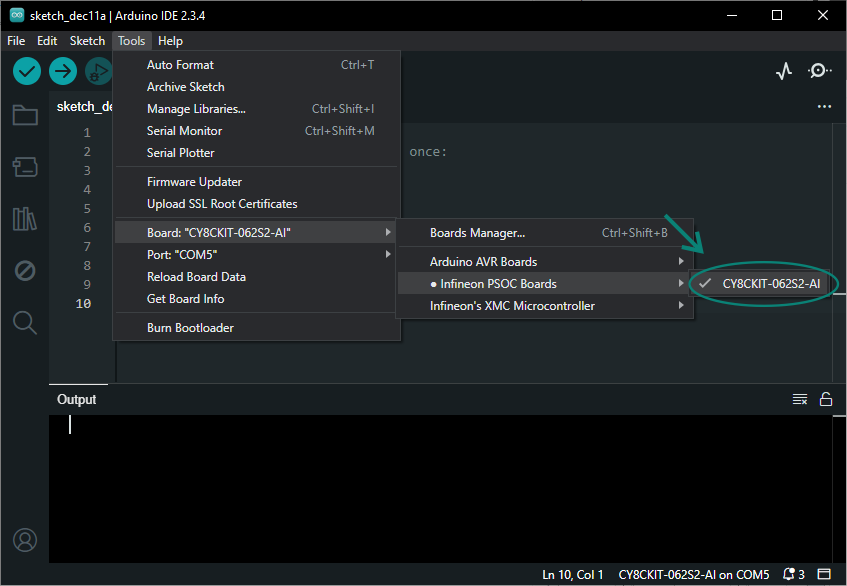 sketch_dec11a | Arduino IDE 2.3.4
File Edit Sketch Tools Help
sketch_de
Auto Format Ctrl+T
Archive Sketch
Manage Libraries... Ctrl+Shift+I
Serial Monitor Ctrl+Shift+M
Serial Plotter
Firmware Updater
Upload SSL Root Certificates
Board: "CY8CKIT-062S2-AI"
Port: "COM5"
Reload Board Data
Get Board Info
Burn Bootloader
1
2
3
4
5
6
7
8
9
10
once:
Boards Manager... Ctrl+Shift+B
Arduino AVR Boards
● Infineon PSOC Boards
Infineon's XMC Microcontroller
✓ CY8CKIT-062S2-AI
Output
Ln 10, Col 1 CY8CKIT-062S2-AI on COM5 3